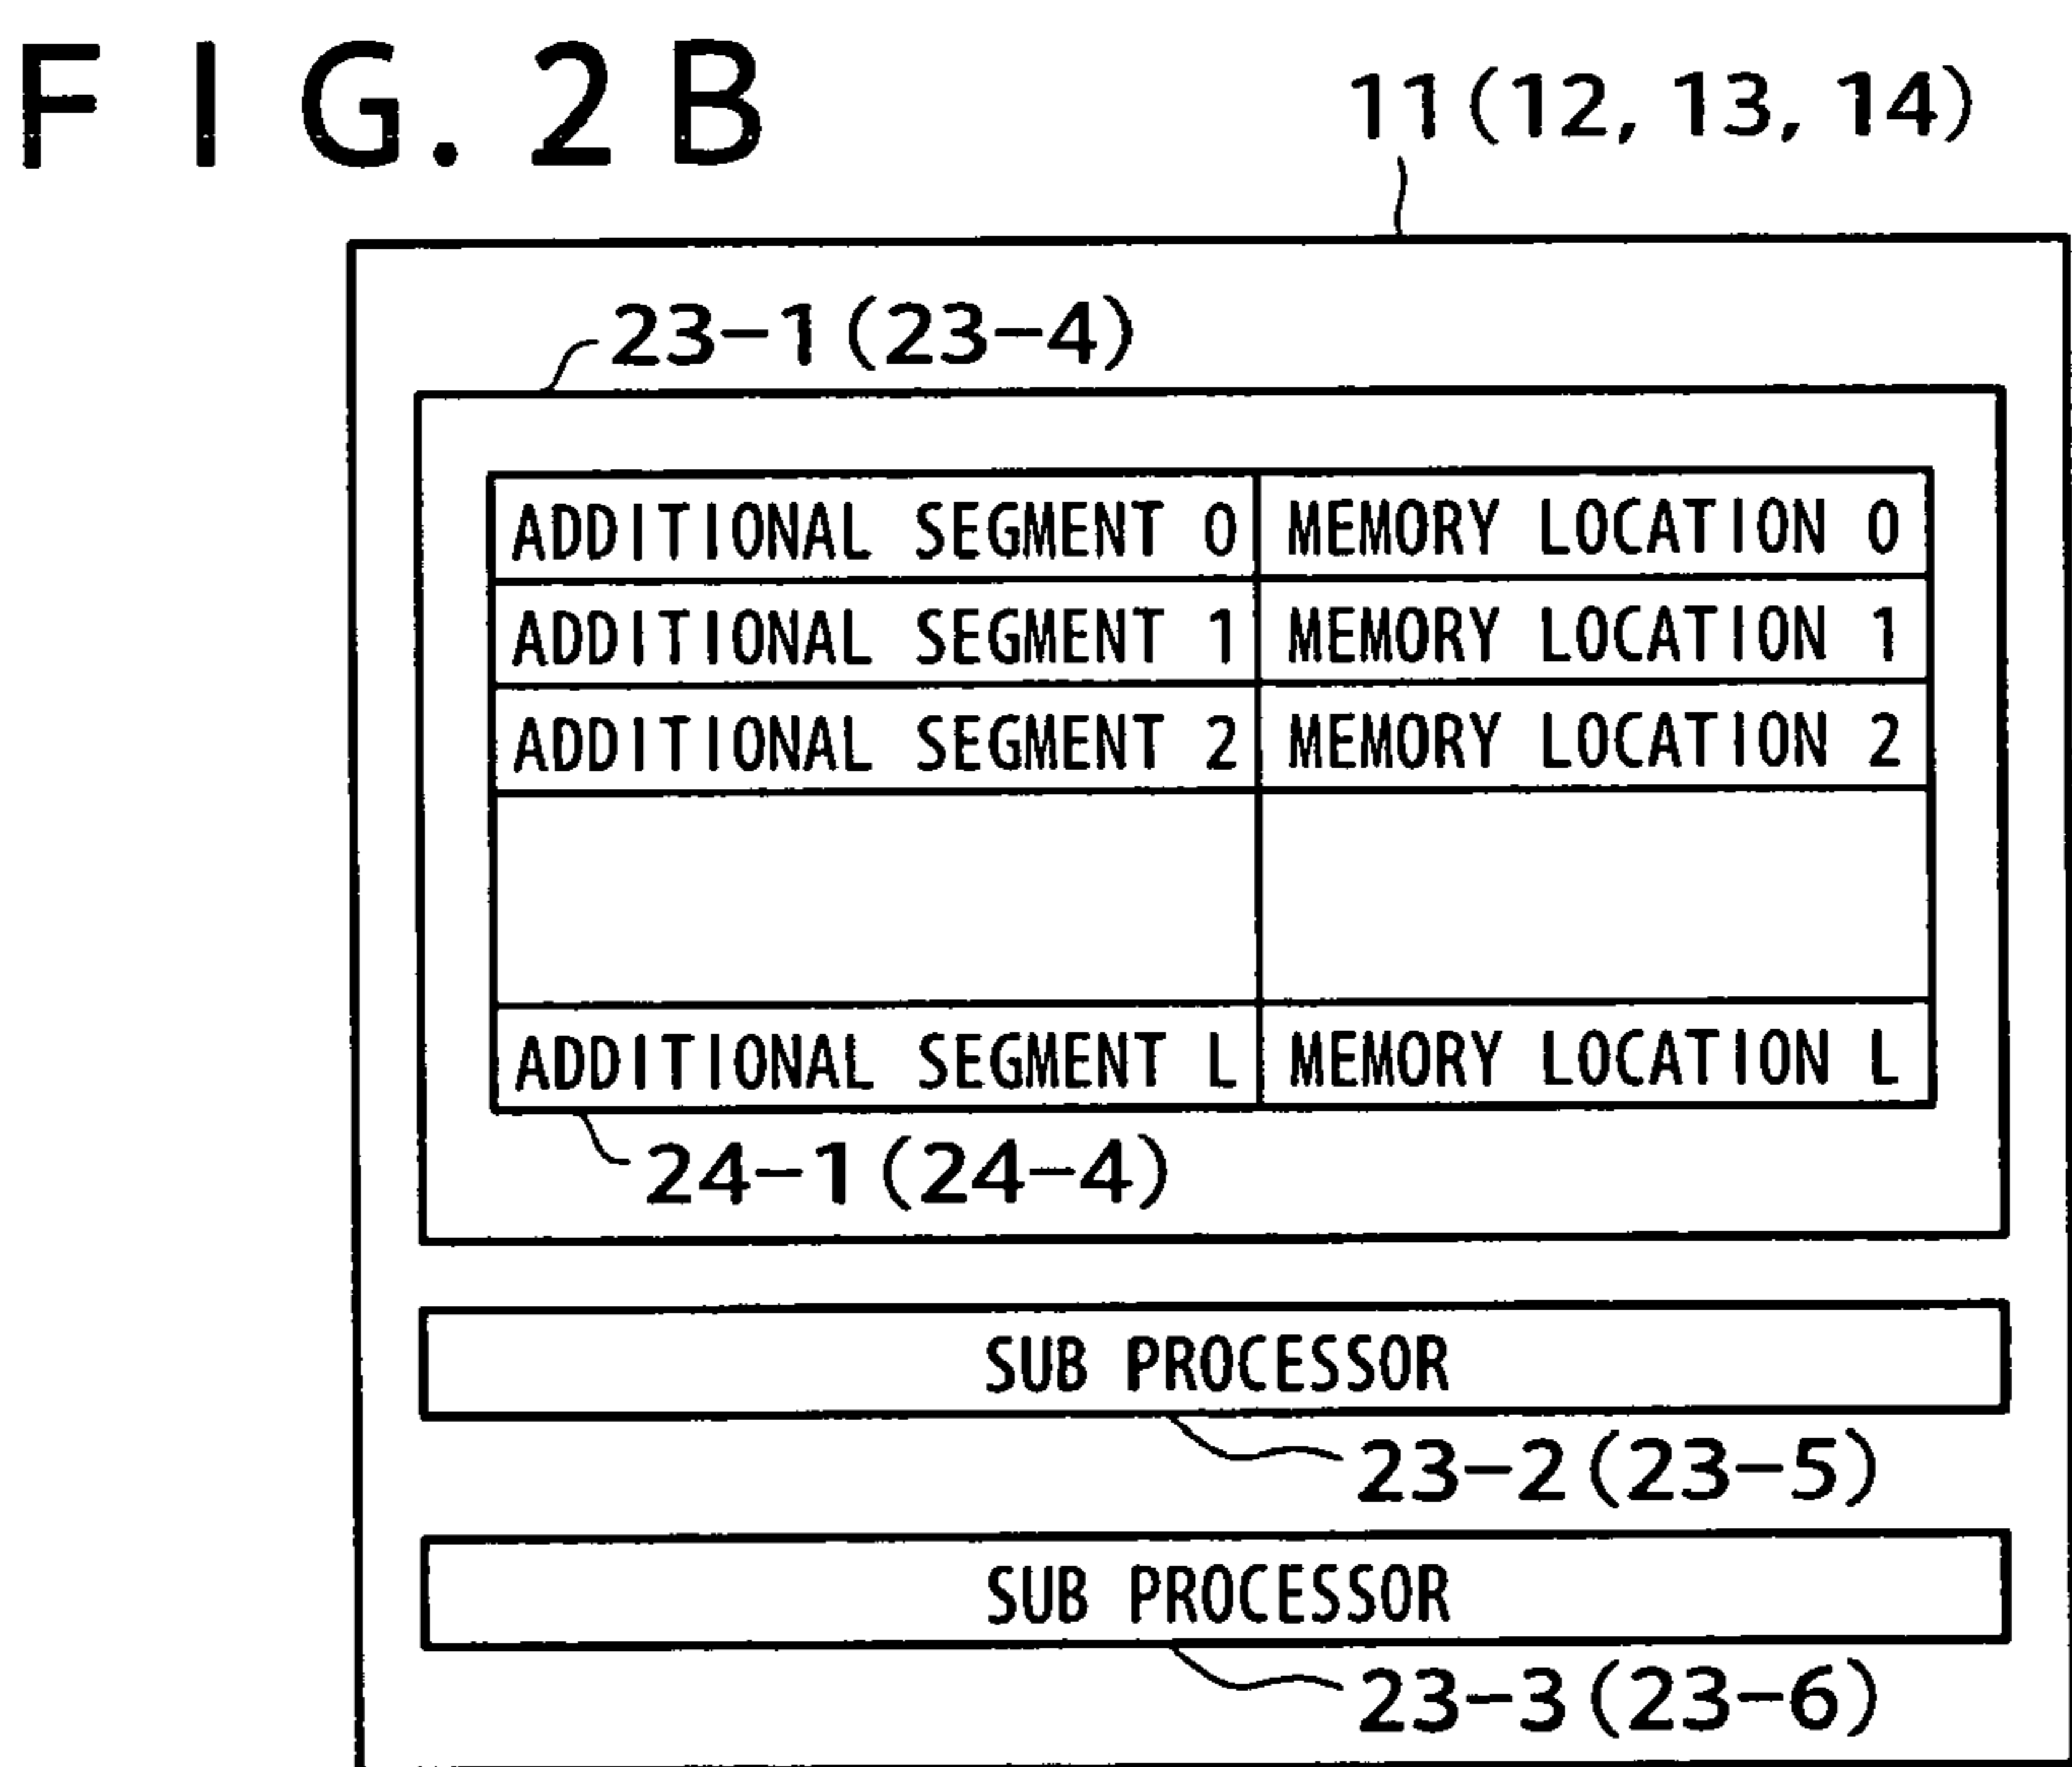 FIG. 2B
11(12, 13, 14)
23-1(23-4)
ADDITIONAL SEGMENT 0 MEMORY LOCATION 0
ADDITIONAL SEGMENT 1 MEMORY LOCATION 1
ADDITIONAL SEGMENT 2 MEMORY LOCATION 2
ADDITIONAL SEGMENT L MEMORY LOCATION L
24-1(24-4)
SUB PROCESSOR
23-2(23-5)
SUB PROCESSOR
23-3(23-6)